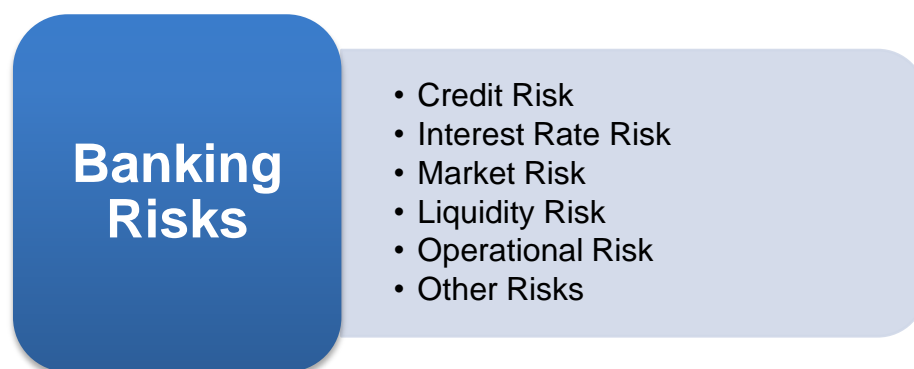 Banking
Risks
• Credit Risk
• Interest Rate Risk
• Market Risk
• Liquidity Risk
• Operational Risk
• Other Risks